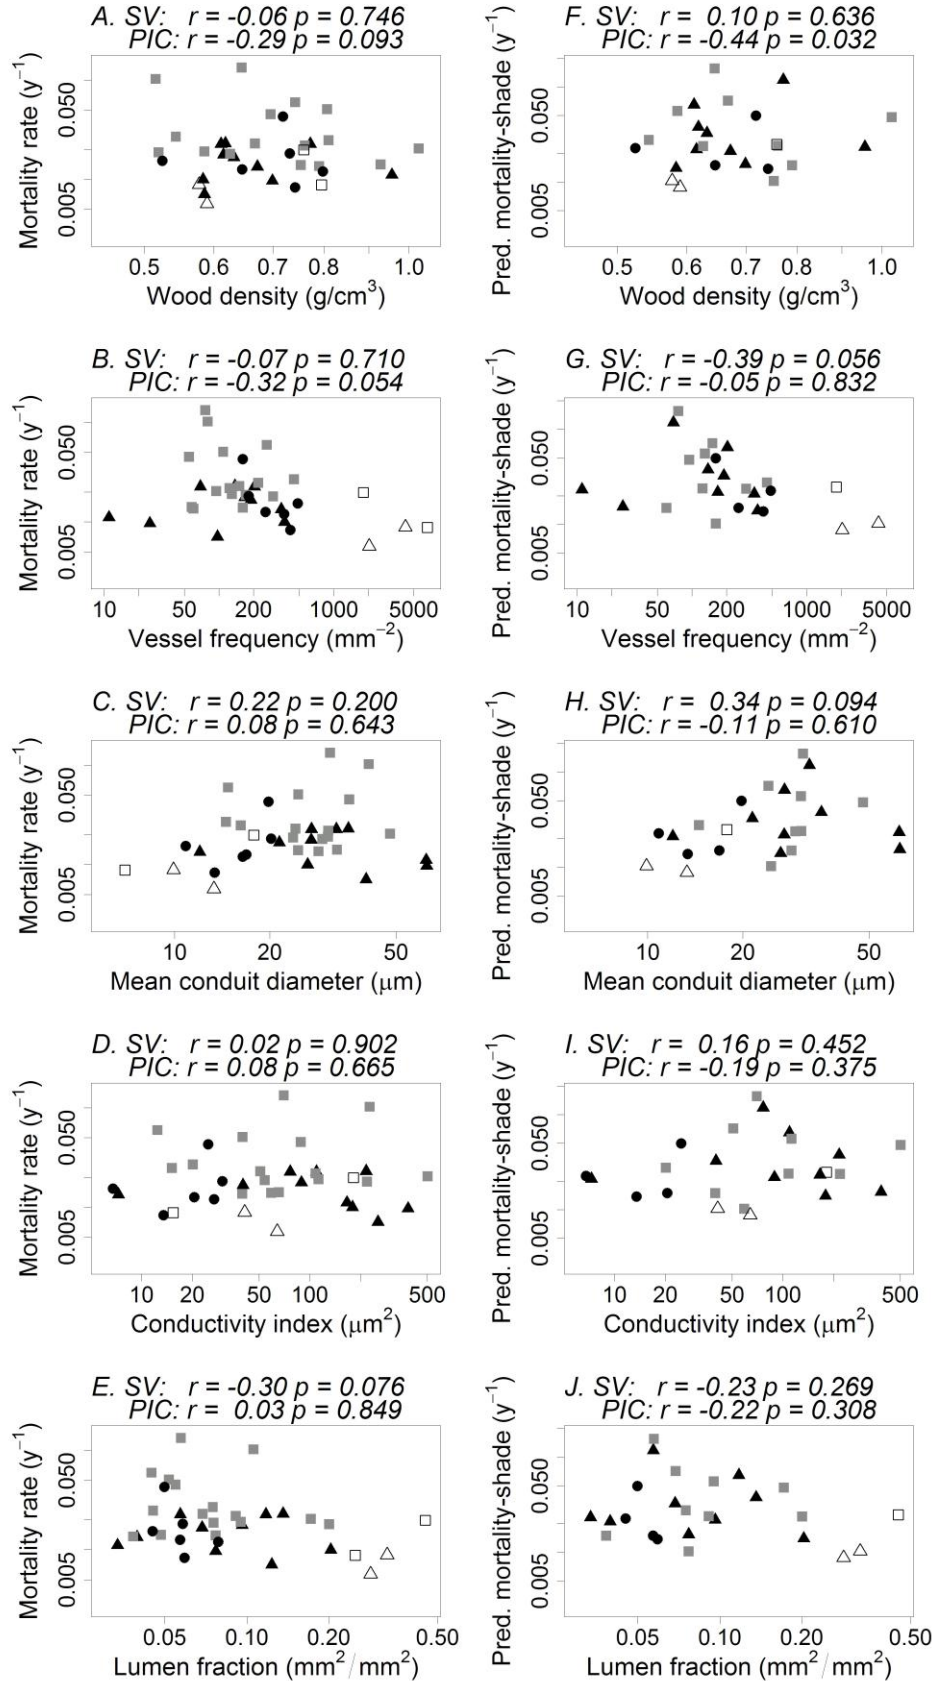 A. SV: r = -0.06 p = 0.746
PIC: r = -0.29 p = 0.093
Mortality rate (y⁻¹)
0.050
0.005
0.5 0.6 0.7 0.8 1.0
Wood density (g/cm³)
F. SV: r = 0.10 p = 0.636
PIC: r = -0.44 p = 0.032
Pred. mortality-shade (y⁻¹)
0.050
0.005
0.5 0.6 0.7 0.8 1.0
Wood density (g/cm³)
B. SV: r = -0.07 p = 0.710
PIC: r = -0.32 p = 0.054
Mortality rate (y⁻¹)
0.050
0.005
10 50 200 1000 5000
Vessel frequency (mm⁻²)
G. SV: r = -0.39 p = 0.056
PIC: r = -0.05 p = 0.832
Pred. mortality-shade (y⁻¹)
0.050
0.005
10 50 200 1000 5000
Vessel frequency (mm⁻²)
C. SV: r = 0.22 p = 0.200
PIC: r = 0.08 p = 0.643
Mortality rate (y⁻¹)
0.050
0.005
10 20 50
Mean conduit diameter (μm)
H. SV: r = 0.34 p = 0.094
PIC: r = -0.11 p = 0.610
Pred. mortality-shade (y⁻¹)
0.050
0.005
10 20 50
Mean conduit diameter (μm)
D. SV: r = 0.02 p = 0.902
PIC: r = 0.08 p = 0.665
Mortality rate (y⁻¹)
0.050
0.005
10 20 50 100 500
Conductivity index (μm²)
I. SV: r = 0.16 p = 0.452
PIC: r = -0.19 p = 0.375
Pred. mortality-shade (y⁻¹)
0.050
0.005
10 20 50 100 500
Conductivity index (μm²)
E. SV: r = -0.30 p = 0.076
PIC: r = 0.03 p = 0.849
Mortality rate (y⁻¹)
0.050
0.005
0.05 0.10 0.20 0.50
Lumen fraction (mm²/mm²)
J. SV: r = -0.23 p = 0.269
PIC: r = -0.22 p = 0.308
Pred. mortality-shade (y⁻¹)
0.050
0.005
0.05 0.10 0.20 0.50
Lumen fraction (mm²/mm²)